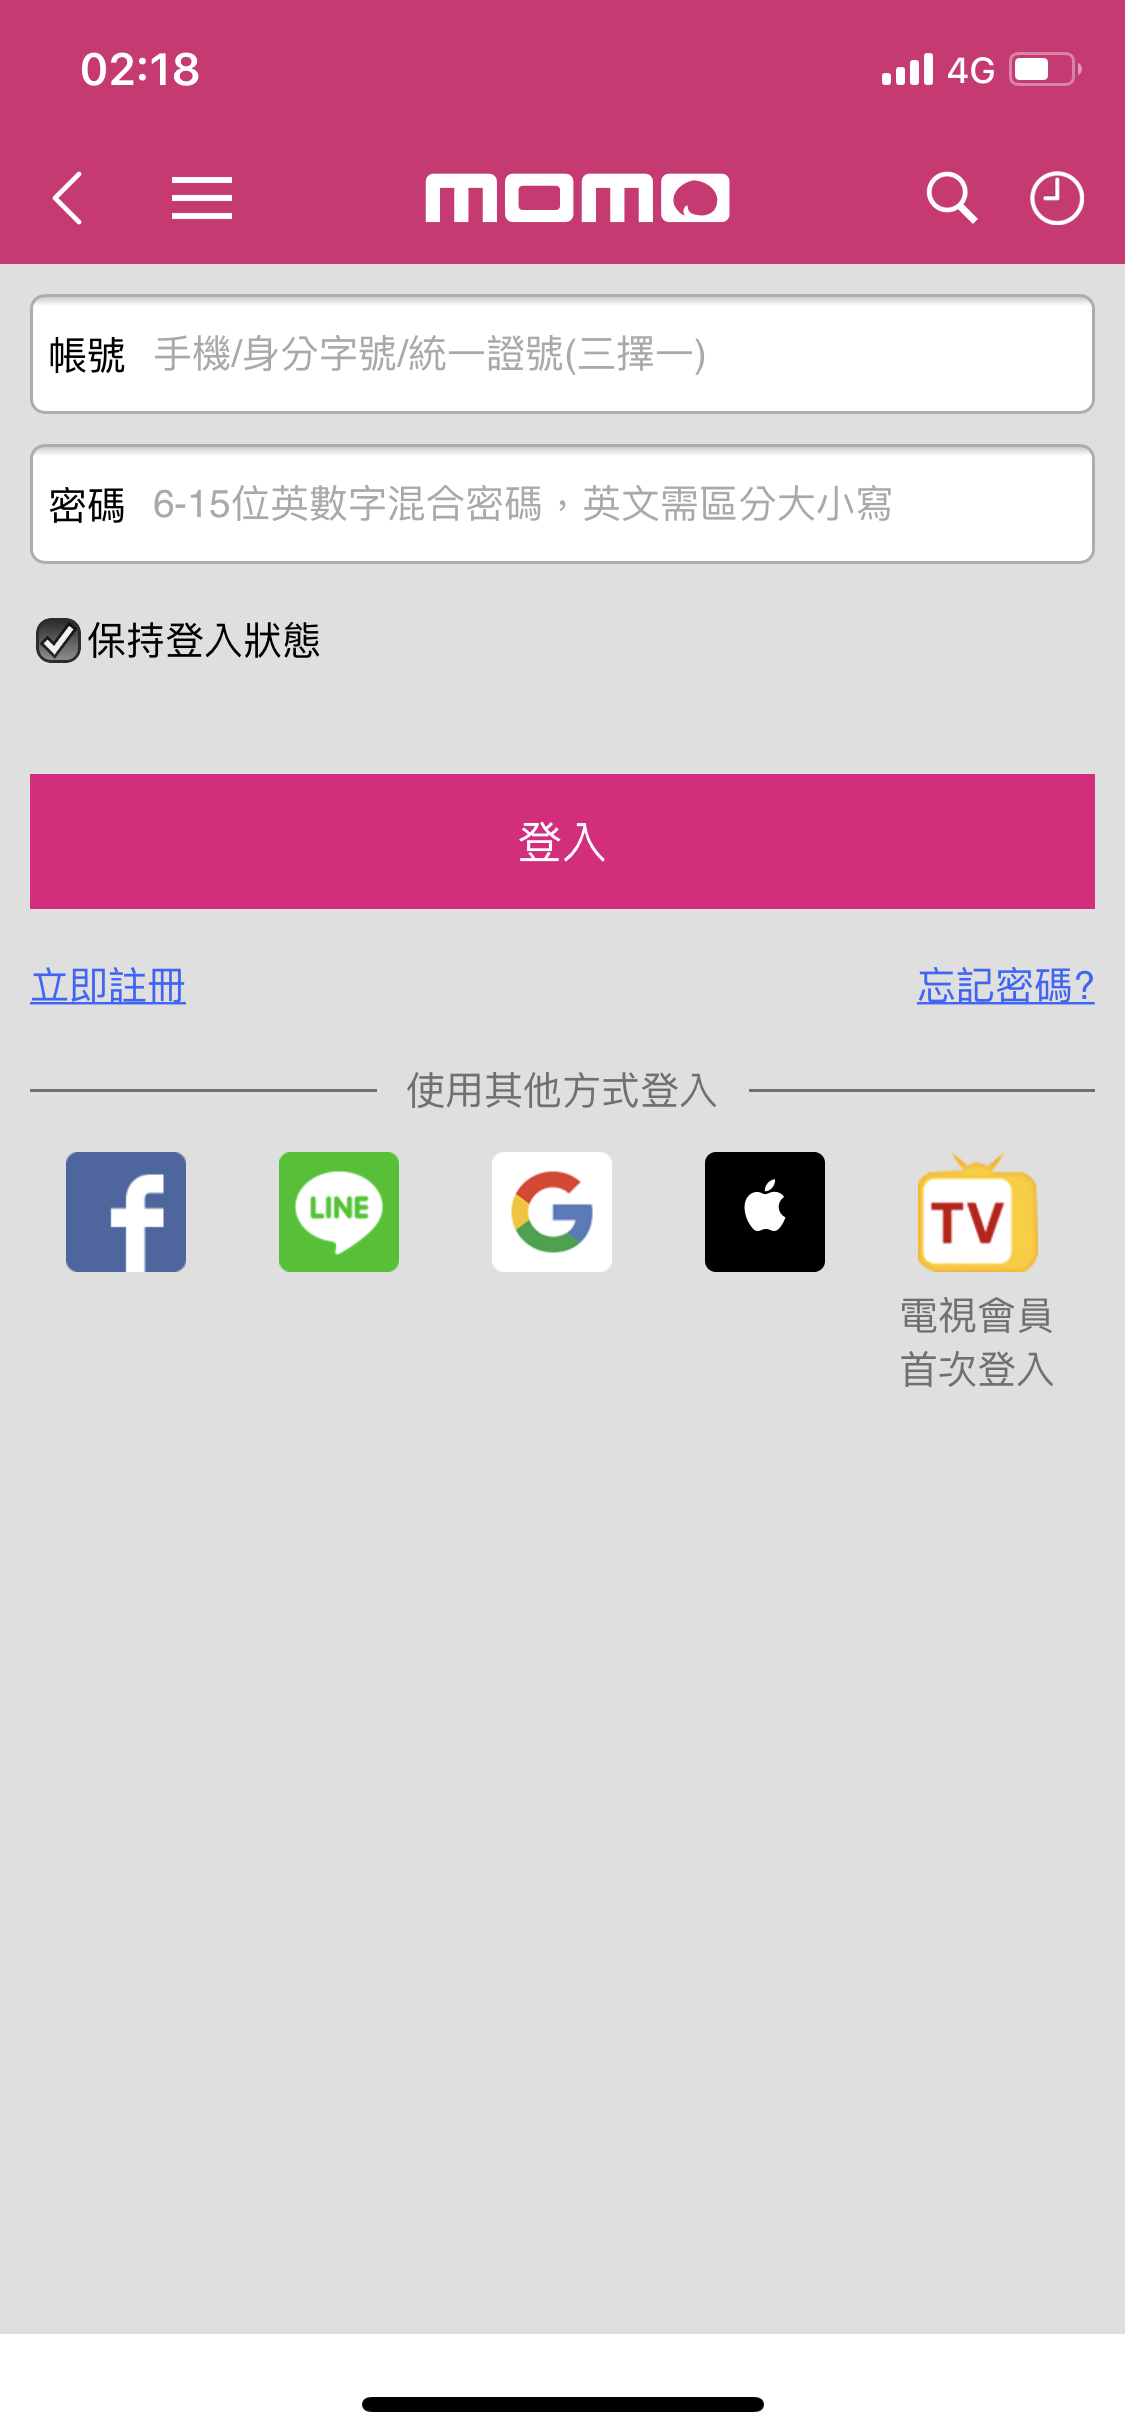 02:18 4G
momo
帳號 手機/身分字號/統一證號(三擇一)
密碼 6-15位英數字混合密碼，英文需區分大小寫
保持登入狀態
登入
立即註冊 忘記密碼?
使用其他方式登入
f LINE G TV
電視會員
首次登入